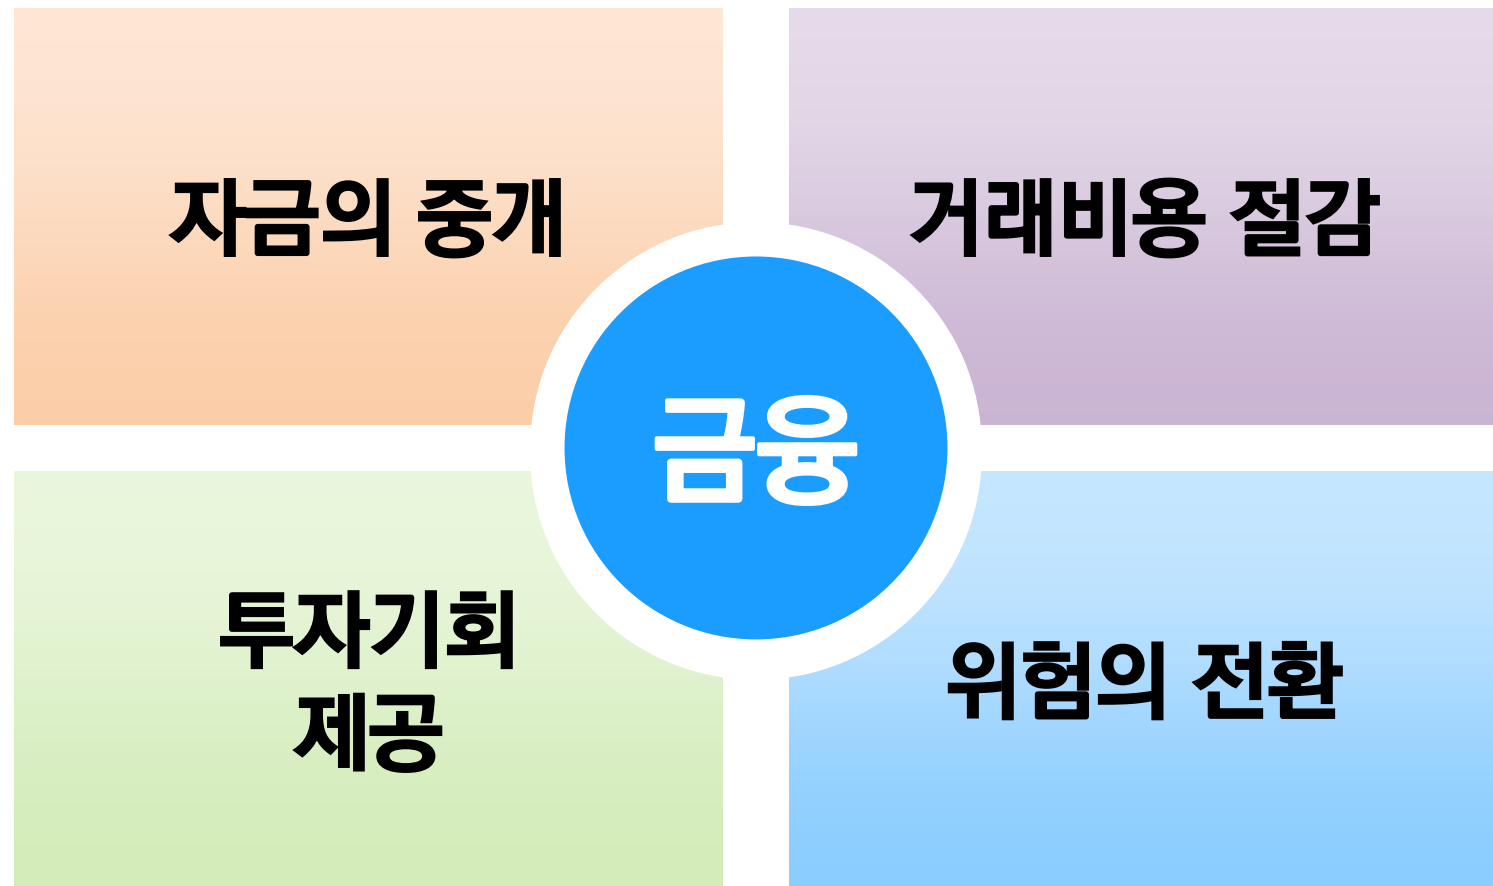 자금의 중개
거래비용 절감
금융
투자기회
제공
위험의 전환